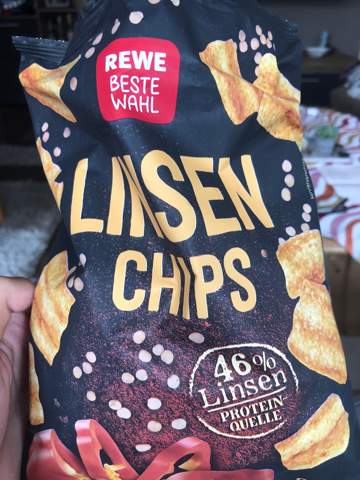 REWE
BESTE
WAHL
LINSEN
CHIPS
46%
Linsen
PROTEIN-
QUELLE